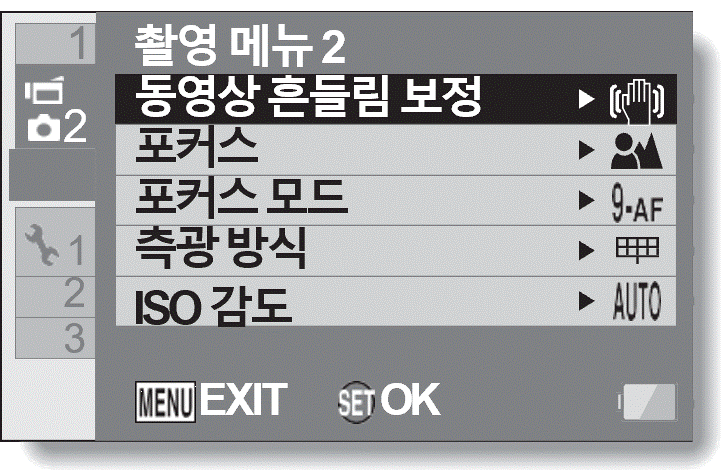 1
촬영 메뉴 2
동영상 흔들림 보정
2
포커스
포커스 모드 9-AF
측광 방식
1
2
ISO 감도 AUTO
3
MENU EXIT SET OK